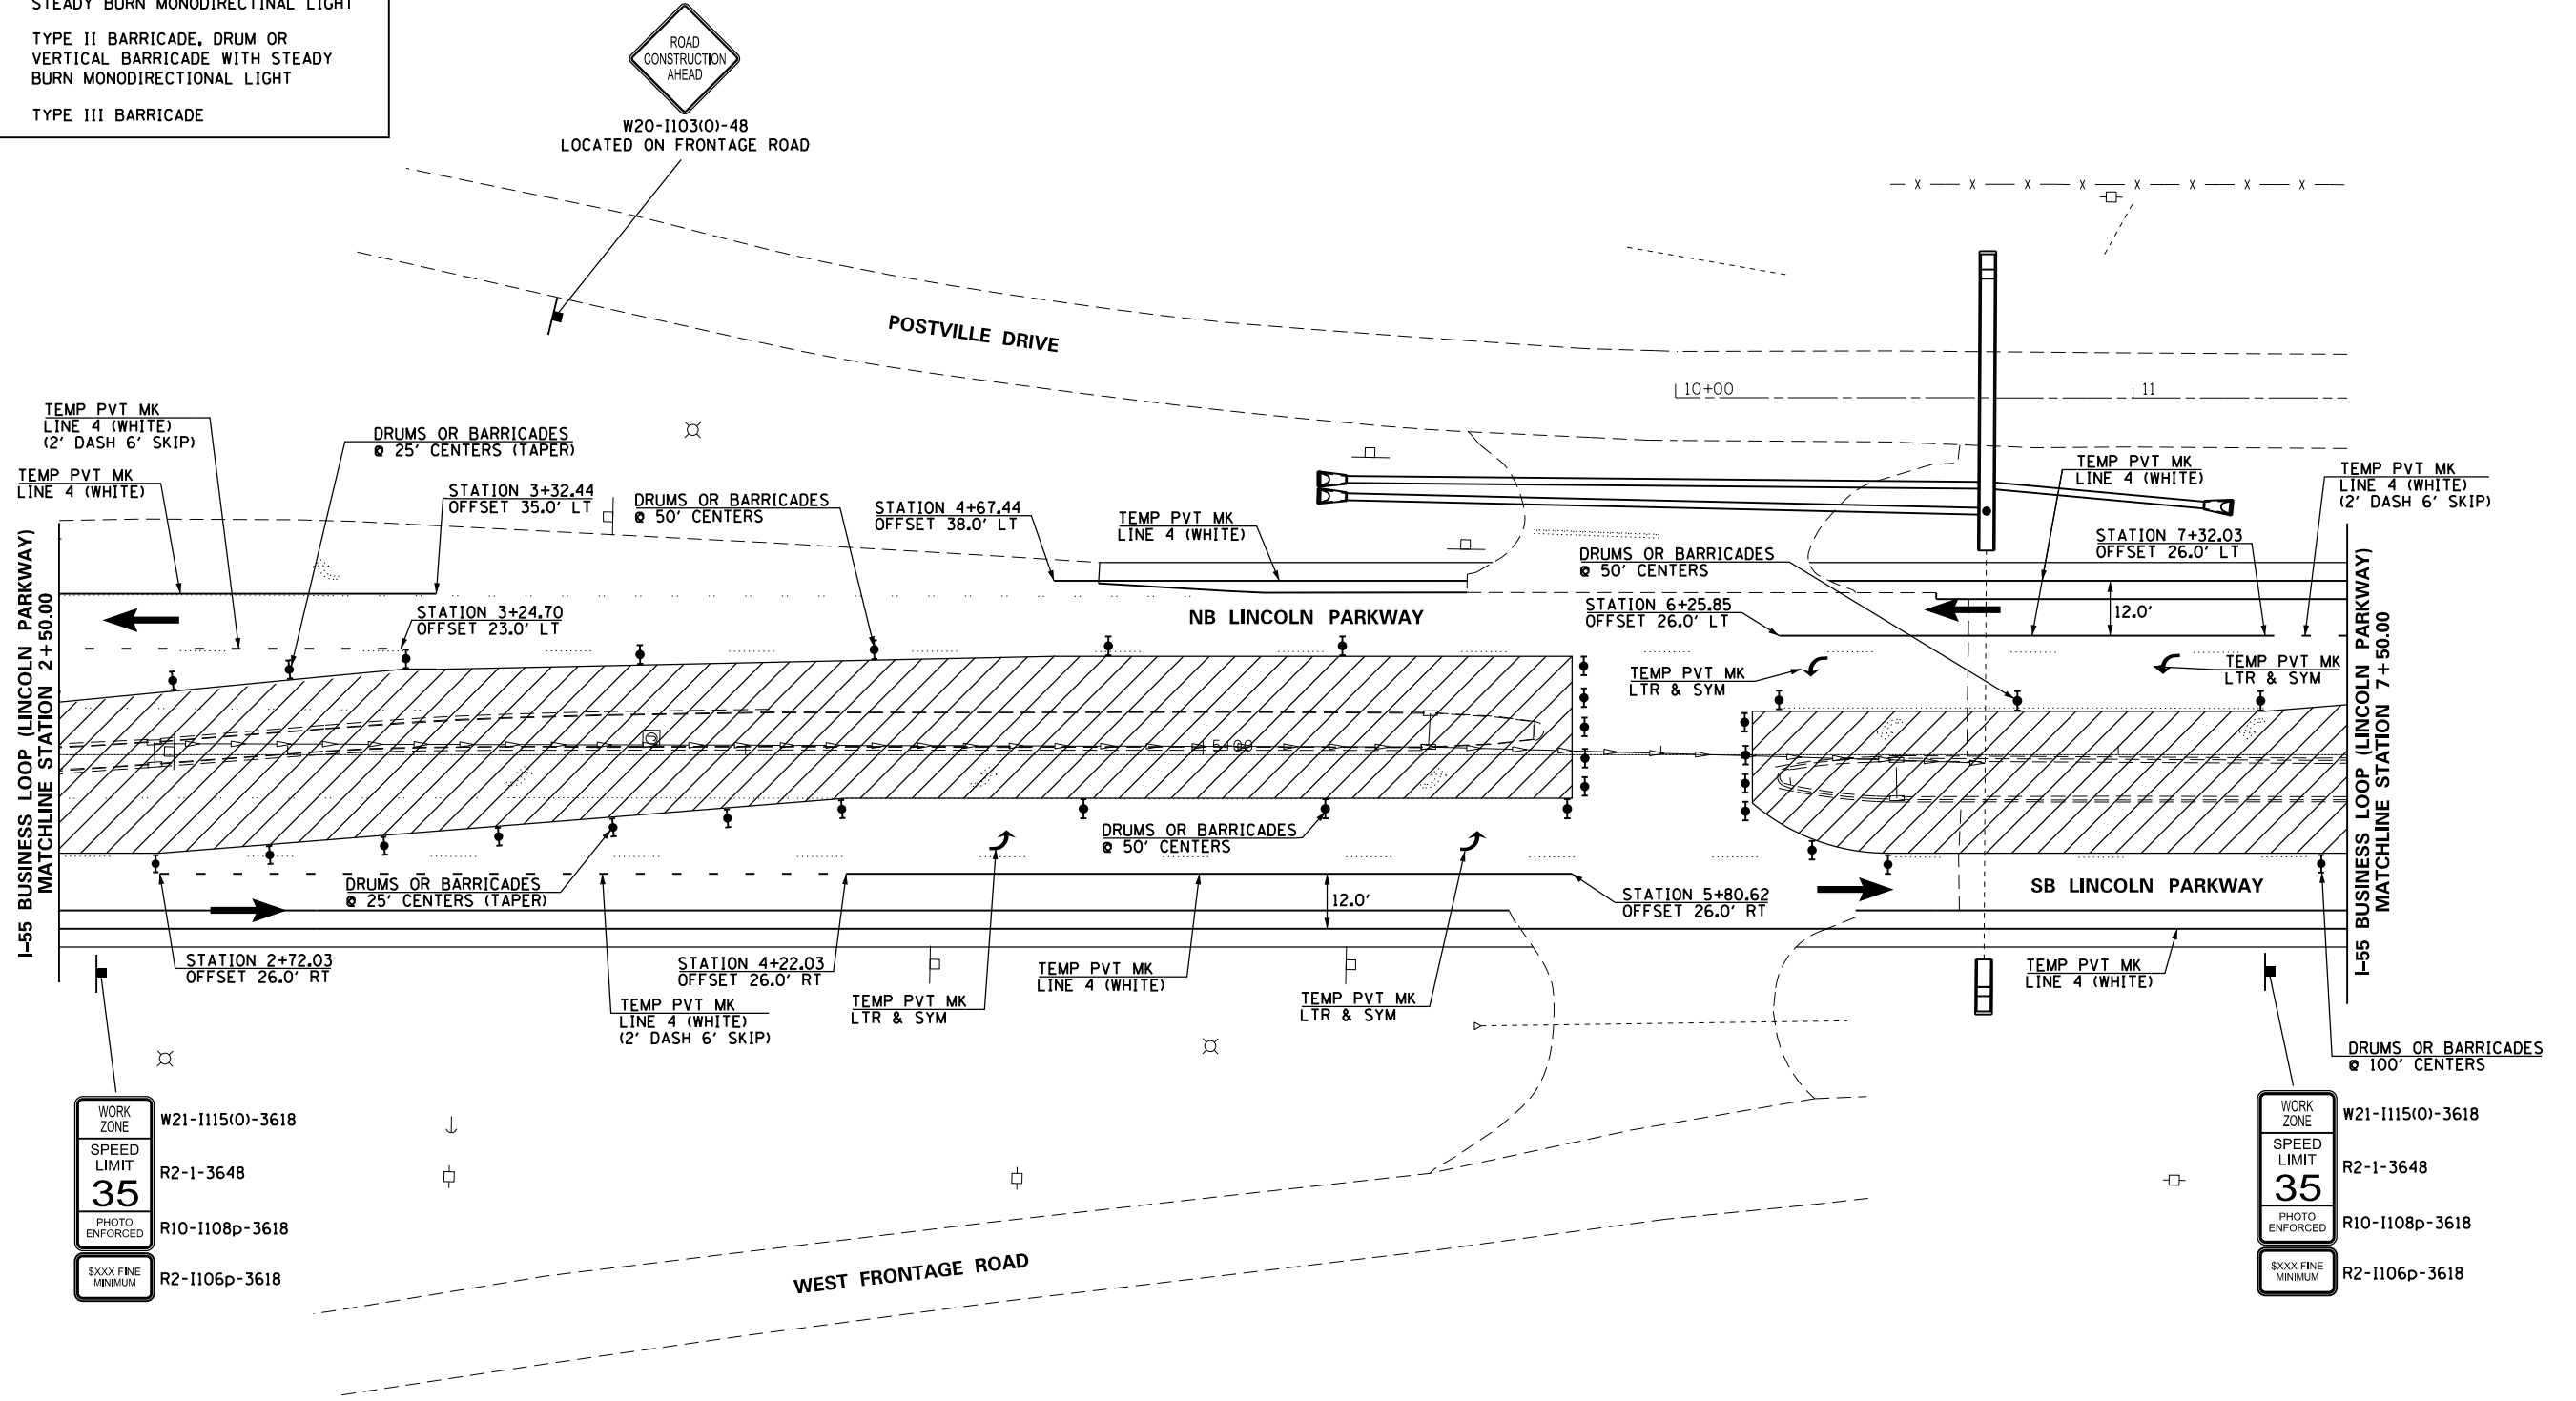 STEADY BURN MONODIRECTINAL LIGHT
TYPE II BARRICADE, DRUM OR
VERTICAL BARRICADE WITH STEADY
BURN MONODIRECTIONAL LIGHT
TYPE III BARRICADE
ROAD
CONSTRUCTION
AHEAD
W20-I103(O)-48
LOCATED ON FRONTAGE ROAD
POSTVILLE DRIVE
10+00
11
TEMP PVT MK
LINE 4 (WHITE)
(2' DASH 6' SKIP)
TEMP PVT MK
LINE 4 (WHITE)
DRUMS OR BARRICADES
@ 25' CENTERS (TAPER)
STATION 3+32.44
OFFSET 35.0' LT
DRUMS OR BARRICADES
@ 50' CENTERS
STATION 4+67.44
OFFSET 38.0' LT
TEMP PVT MK
LINE 4 (WHITE)
DRUMS OR BARRICADES
@ 50' CENTERS
TEMP PVT MK
LINE 4 (WHITE)
TEMP PVT MK
LINE 4 (WHITE)
(2' DASH 6' SKIP)
STATION 7+32.03
OFFSET 26.0' LT
STATION 3+24.70
OFFSET 23.0' LT
NB LINCOLN PARKWAY
STATION 6+25.85
OFFSET 26.0' LT
12.0'
TEMP PVT MK
LTR & SYM
TEMP PVT MK
LTR & SYM
I-55 BUSINESS LOOP (LINCOLN PARKWAY)
MATCHLINE STATION 2+50.00
I-55 BUSINESS LOOP (LINCOLN PARKWAY)
MATCHLINE STATION 7+50.00
5+00
DRUMS OR BARRICADES
@ 50' CENTERS
DRUMS OR BARRICADES
@ 25' CENTERS (TAPER)
12.0'
STATION 5+80.62
OFFSET 26.0' RT
SB LINCOLN PARKWAY
STATION 2+72.03
OFFSET 26.0' RT
STATION 4+22.03
OFFSET 26.0' RT
TEMP PVT MK
LINE 4 (WHITE)
(2' DASH 6' SKIP)
TEMP PVT MK
LTR & SYM
TEMP PVT MK
LINE 4 (WHITE)
TEMP PVT MK
LTR & SYM
TEMP PVT MK
LINE 4 (WHITE)
DRUMS OR BARRICADES
@ 100' CENTERS
WORK
ZONE
SPEED
LIMIT
35
PHOTO
ENFORCED
$XXX FINE
MINIMUM
W21-I115(O)-3618
R2-1-3648
R10-I108p-3618
R2-I106p-3618
WEST FRONTAGE ROAD
WORK
ZONE
SPEED
LIMIT
35
PHOTO
ENFORCED
$XXX FINE
MINIMUM
W21-I115(O)-3618
R2-1-3648
R10-I108p-3618
R2-I106p-3618